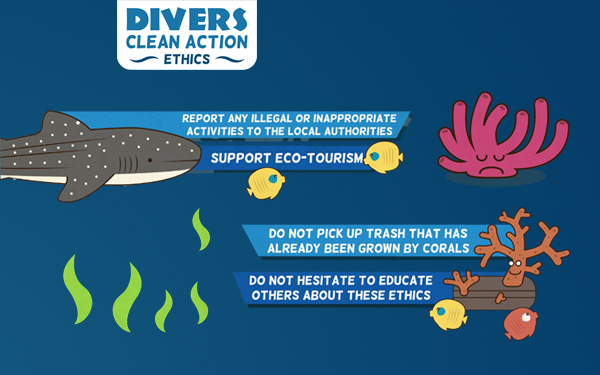 DIVERS
CLEAN ACTION
ETHICS
REPORT ANY ILLEGAL OR INAPPROPRIATE
ACTIVITIES TO THE LOCAL AUTHORITIES
SUPPORT ECO-TOURISM
DO NOT PICK UP TRASH THAT HAS
ALREADY BEEN GROWN BY CORALS
DO NOT HESITATE TO EDUCATE
OTHERS ABOUT THESE ETHICS